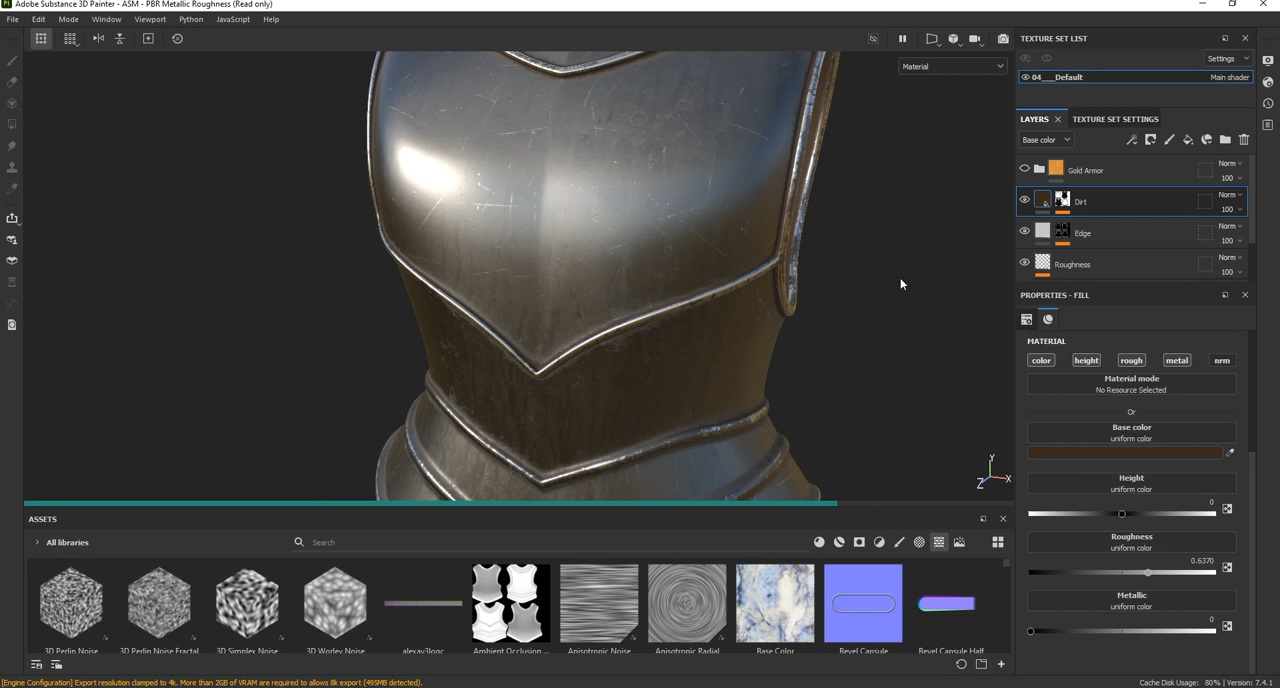 Adobe Substance 3D Painter - ASM - PBR Metallic Roughness (Read only)
File Edit Mode Window Viewport Python JavaScript Help
Material
TEXTURE SET LIST
Settings
04___Default Main shader
LAYERS TEXTURE SET SETTINGS
Base color
Gold Armor Norm 100
Dirt Norm 100
Edge Norm 100
Roughness Norm 100
PROPERTIES - FILL
MATERIAL
color height rough metal nrm
Material mode
No Resource Selected
Or
Base color
uniform color
Height
uniform color
0
Roughness
uniform color
0.6370
Metallic
uniform color
0
Y
Z X
ASSETS
All libraries Search
3D Perlin Noise 3D Perlin Noise Fractal 3D Simplex Noise 3D Worley Noise alexav3logc Ambient Occlusion ... Anisotropic Noise Anisotropic Radial Base Color Bevel Capsule Bevel Capsule Half
[Engine Configuration] Export resolution clamped to 4k. More than 2GB of VRAM are required to allows 8k export (495MB detected).
Cache Disk Usage: 80% | Version: 7.4.1